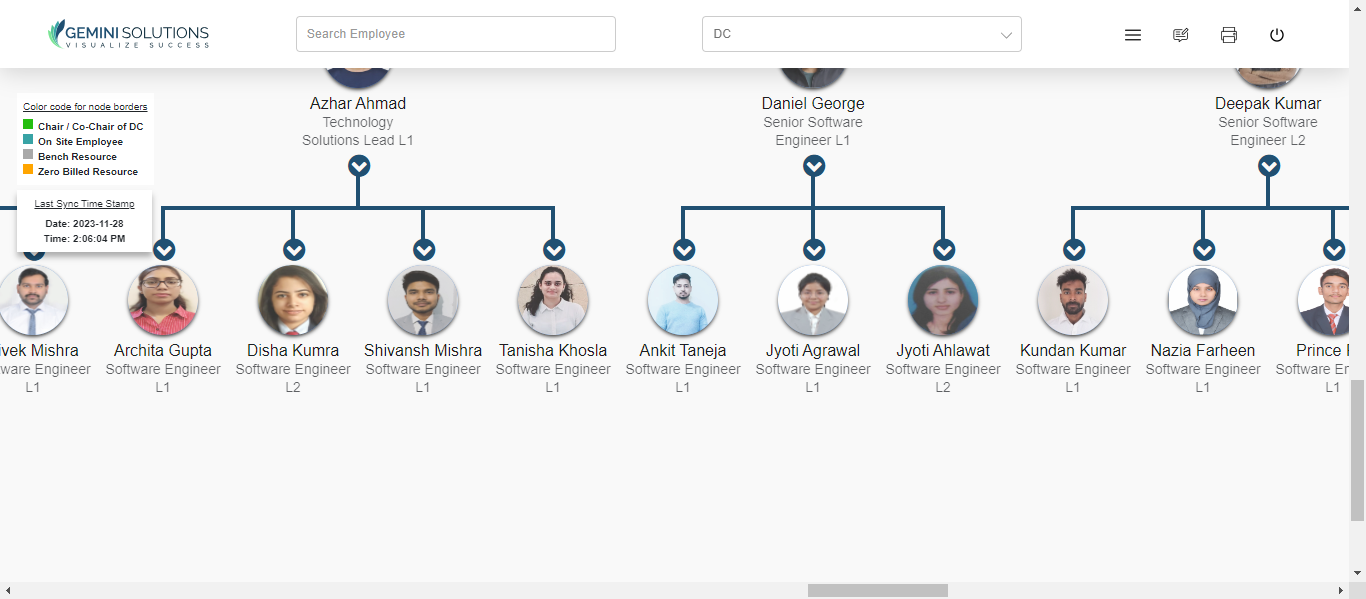 GEMINI SOLUTIONS
VISUALIZE SUCCESS
Search Employee
DC
Color code for node borders
Chair / Co-Chair of DC
On Site Employee
Bench Resource
Zero Billed Resource
Last Sync Time Stamp
Date: 2023-11-28
Time: 2:06:04 PM
Azhar Ahmad
Technology
Solutions Lead L1
Daniel George
Senior Software
Engineer L1
Deepak Kumar
Senior Software
Engineer L2
ivek Mishra
ware Engineer
L1
Archita Gupta
Software Engineer
L1
Disha Kumra
Software Engineer
L2
Shivansh Mishra
Software Engineer
L1
Tanisha Khosla
Software Engineer
L1
Ankit Taneja
Software Engineer
L1
Jyoti Agrawal
Software Engineer
L1
Jyoti Ahlawat
Software Engineer
L2
Kundan Kumar
Software Engineer
L1
Nazia Farheen
Software Engineer
L1
Prince
Software En
L1